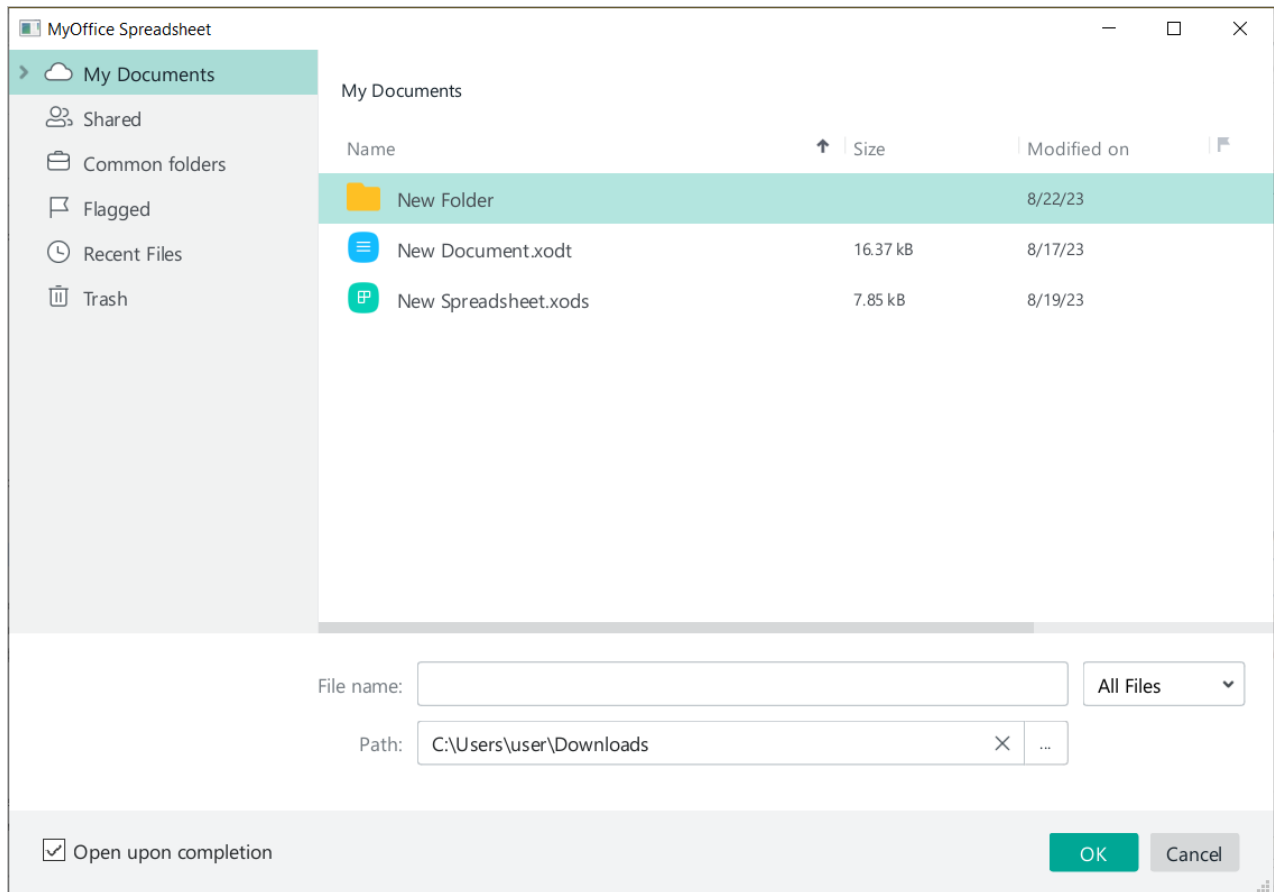 MyOffice Spreadsheet
My Documents
Shared
Common folders
Flagged
Recent Files
Trash
My Documents
Name Size Modified on
New Folder 8/22/23
New Document.xodt 16.37 kB 8/17/23
New Spreadsheet.xods 7.85 kB 8/19/23
File name: All Files
Path: C:\Users\user\Downloads ...
Open upon completion OK Cancel